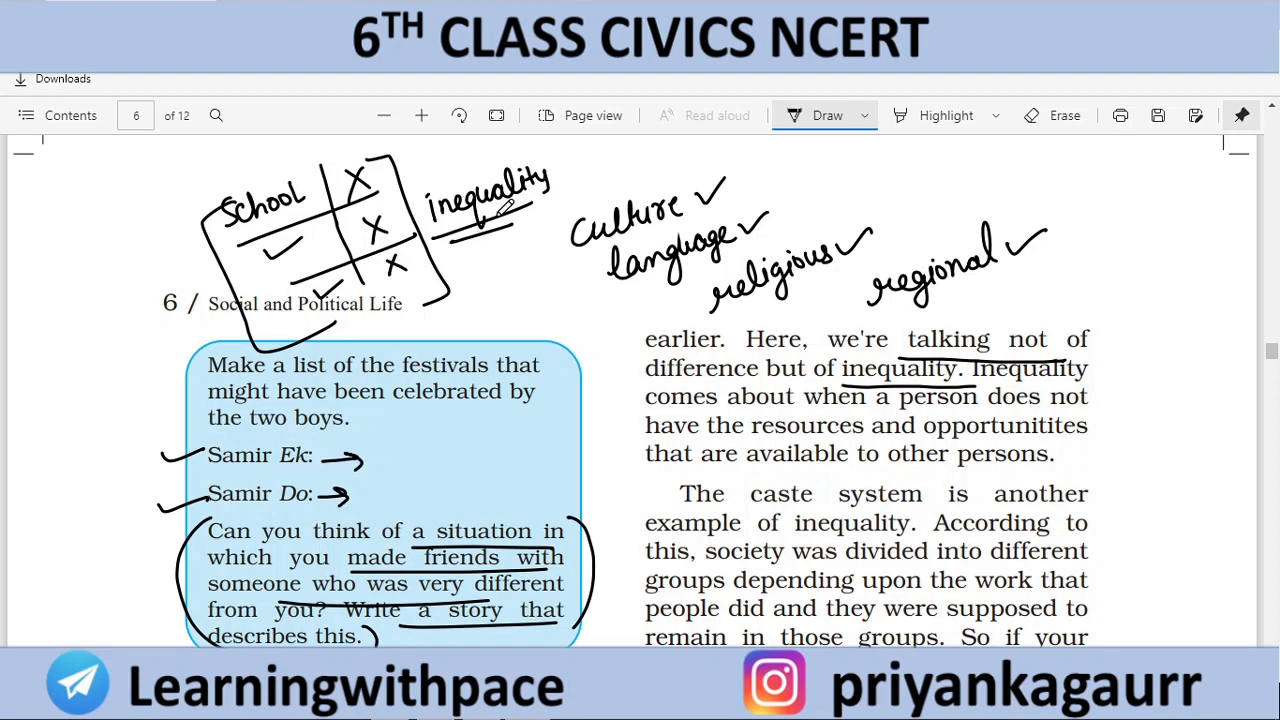 6TH CLASS CIVICS NCERT
Downloads
Contents
6
of 12
Page view
Read aloud
Draw
Highlight
Erase
School
inequality
Culture
language
religious
regional
6 / Social and Political Life
Make a list of the festivals that
might have been celebrated by
the two boys.
Samir Ek:
Samir Do:
Can you think of a situation in
which you made friends with
someone who was very different
from you? Write a story that
describes this.
earlier. Here, we're talking not of
difference but of inequality. Inequality
comes about when a person does not
have the resources and opportunitites
that are available to other persons.
The caste system is another
example of inequality. According to
this, society was divided into different
groups depending upon the work that
people did and they were supposed to
remain in those groups. So if your
Learningwithpace
priyankagaurr